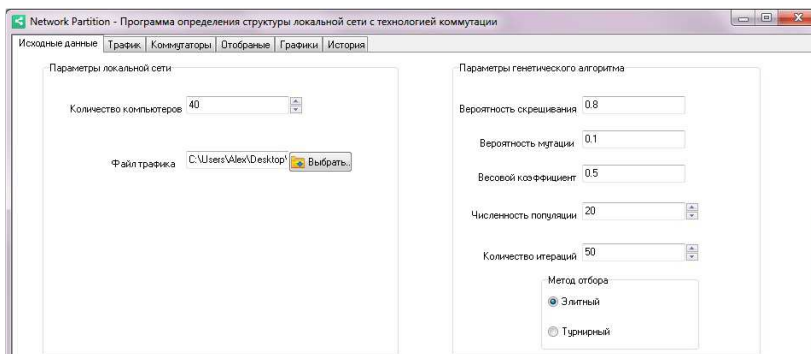 Network Partition - Программа определения структуры локальной сети с технологией коммутации
Исходные данные Трафик Коммутаторы Отобраные Графики История
Параметры локальной сети
Количество компьютеров 40
Файл трафика C:\Users\Alex\Desktop\ Выбрать..
Параметры генетического алгоритма
Вероятность скрешивания 0.8
Вероятность мутации 0.1
Весовой коэффициент 0.5
Численность популяции 20
Количество итераций 50
Метод отбора
Элитный
Турнирный